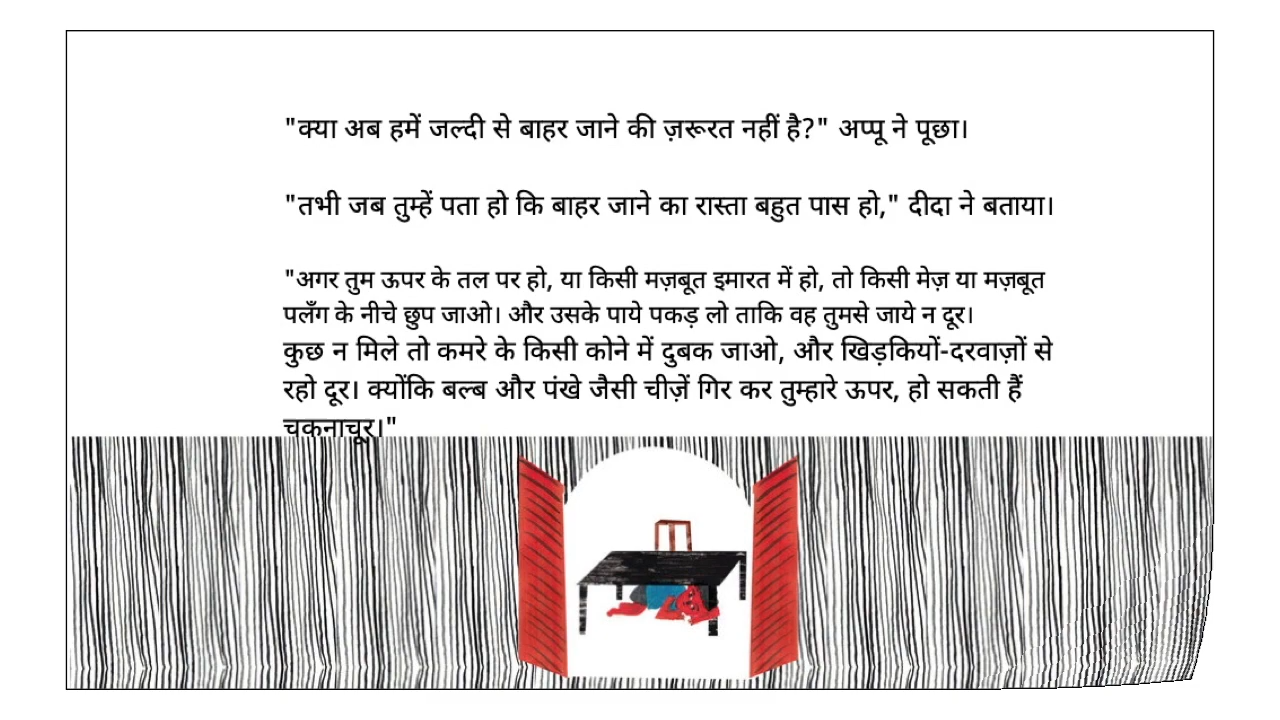 "क्या अब हमें जल्दी से बाहर जाने की ज़रूरत नहीं है?" अप्पू ने पूछा।
"तभी जब तुम्हें पता हो कि बाहर जाने का रास्ता बहुत पास हो," दीदा ने बताया।
"अगर तुम ऊपर के तल पर हो, या किसी मज़बूत इमारत में हो, तो किसी मेज़ या मज़बूत
पलँग के नीचे छुप जाओ। और उसके पाये पकड़ लो ताकि वह तुमसे जाये न दूर।
कुछ न मिले तो कमरे के किसी कोने में दुबक जाओ, और खिड़कियों-दरवाज़ों से
रहो दूर। क्योंकि बल्ब और पंखे जैसी चीज़ें गिर कर तुम्हारे ऊपर, हो सकती हैं
चकनाचूर।"